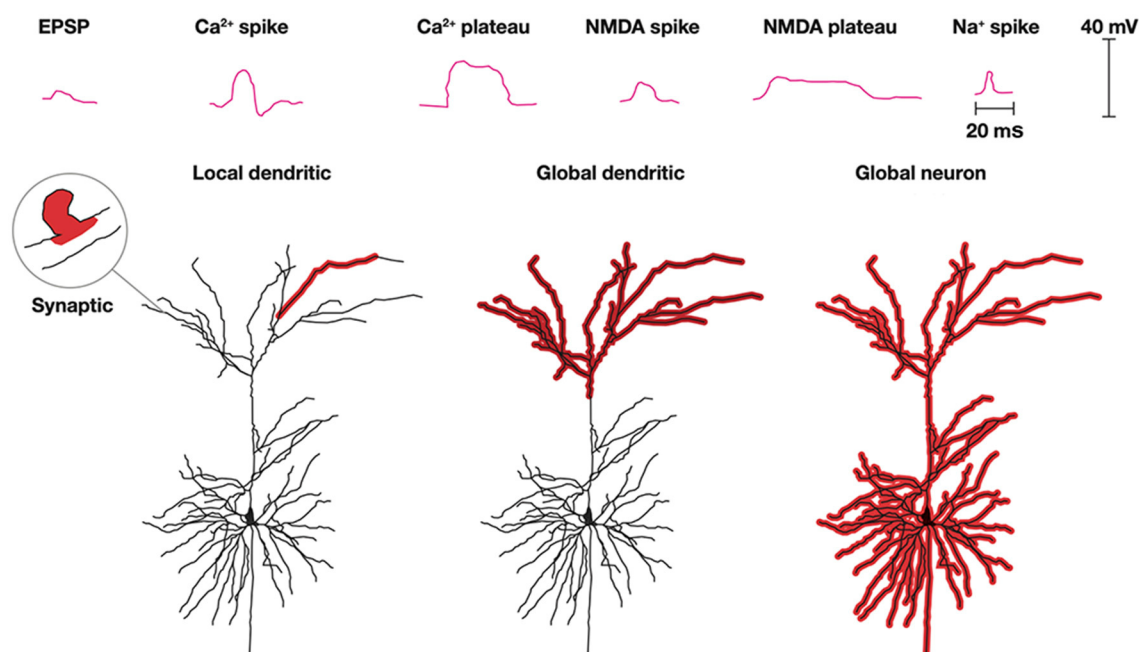 EPSP Ca²⁺ spike Ca²⁺ plateau NMDA spike NMDA plateau Na⁺ spike 40 mV
20 ms
Local dendritic Global dendritic Global neuron
Synaptic